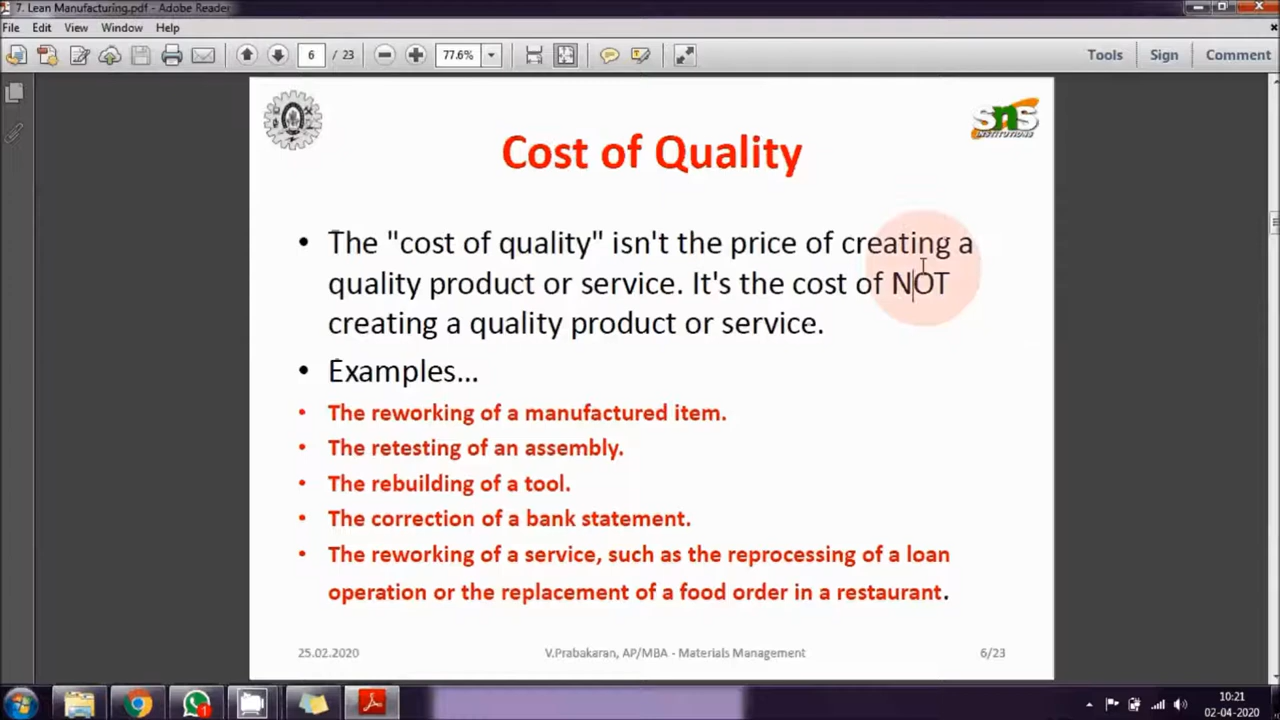 7. Lean Manufacturing.pdf - Adobe Reader
File Edit View Window Help
6 / 23 77.6% Tools Sign Comment
SNS
INSTITUTIONS
Cost of Quality
• The "cost of quality" isn't the price of creating a
quality product or service. It's the cost of NOT
creating a quality product or service.
• Examples...
• The reworking of a manufactured item.
• The retesting of an assembly.
• The rebuilding of a tool.
• The correction of a bank statement.
• The reworking of a service, such as the reprocessing of a loan
operation or the replacement of a food order in a restaurant.
25.02.2020 V.Prabakaran, AP/MBA - Materials Management 6/23
1
10:21
02-04-2020